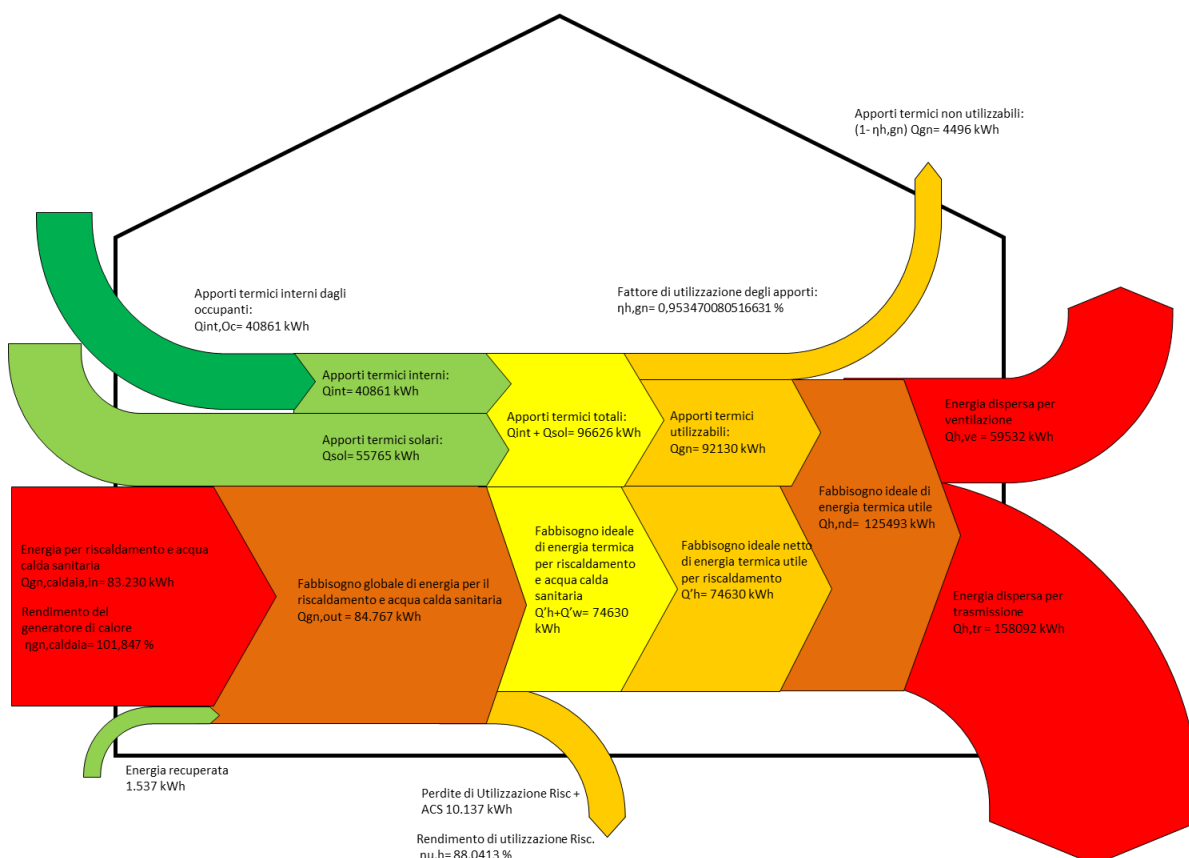 Apporti termici non utilizzabili:
(1- ηh,gn) Qgn= 4496 kWh
Apporti termici interni dagli
occupanti:
Qint,Oc= 40861 kWh
Fattore di utilizzazione degli apporti:
ηh,gn= 0,953470080516631 %
Apporti termici interni:
Qint= 40861 kWh
Apporti termici solari:
Qsol= 55765 kWh
Apporti termici totali:
Qint + Qsol= 96626 kWh
Apporti termici
utilizzabili:
Qgn= 92130 kWh
Energia dispersa per
ventilazione
Qh,ve = 59532 kWh
Fabbisogno ideale di
energia termica utile
Qh,nd=  125493 kWh
Energia per riscaldamento e acqua
calda sanitaria
Qgn,caldaia,in= 83.230 kWh
Rendimento del
generatore di calore
ηgn,caldaia= 101,847 %
Fabbisogno globale di energia per il
riscaldamento e acqua calda sanitaria
Qgn,out = 84.767 kWh
Fabbisogno ideale
di energia termica
per riscaldamento
e acqua calda
sanitaria
Q'h+Q'w= 74630
kWh
Fabbisogno ideale netto
di energia termica utile
per riscaldamento
Q'h= 74630 kWh
Energia dispersa per
trasmissione
Qh,tr = 158092 kWh
Energia recuperata
1.537 kWh
Perdite di Utilizzazione Risc +
ACS 10.137 kWh
Rendimento di utilizzazione Risc.
ηu,h= 88,0413 %